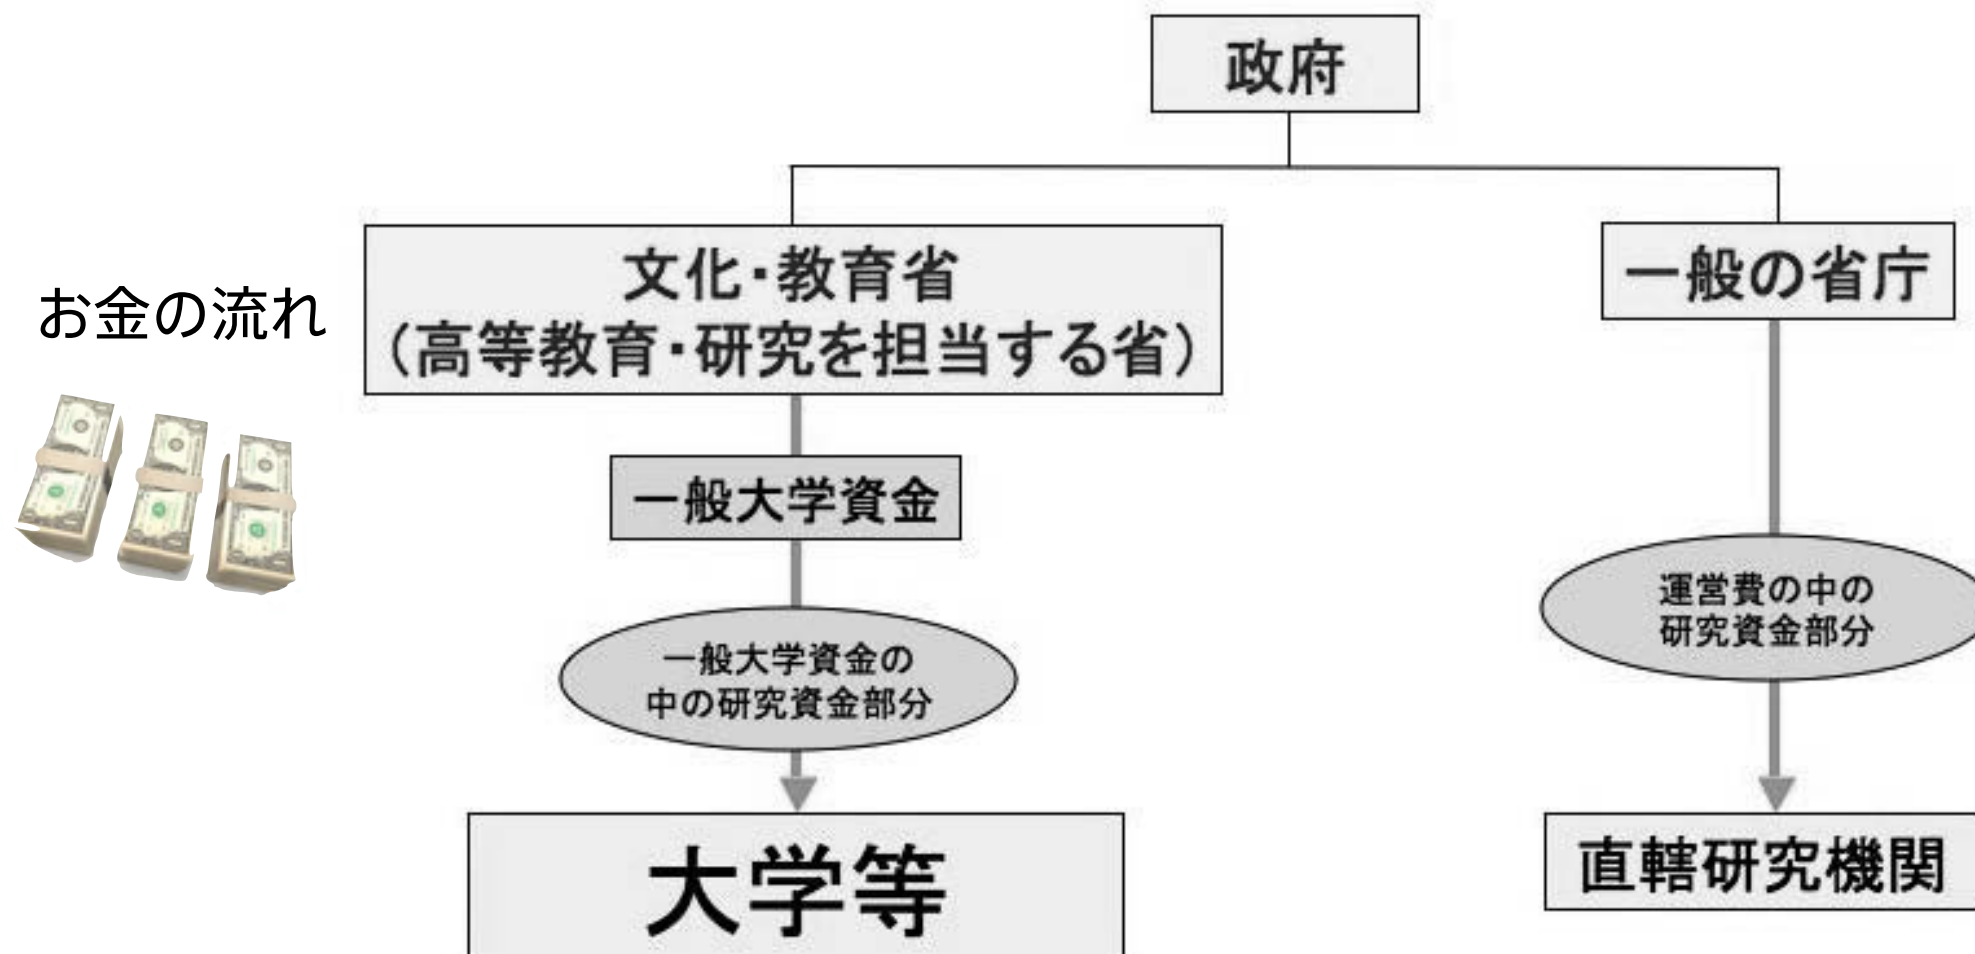 政府
文化・教育省
（高等教育・研究を担当する省）
一般の省庁
お金の流れ
一般大学資金
運営費の中の
研究資金部分
一般大学資金の
中の研究資金部分
大学等
直轄研究機関